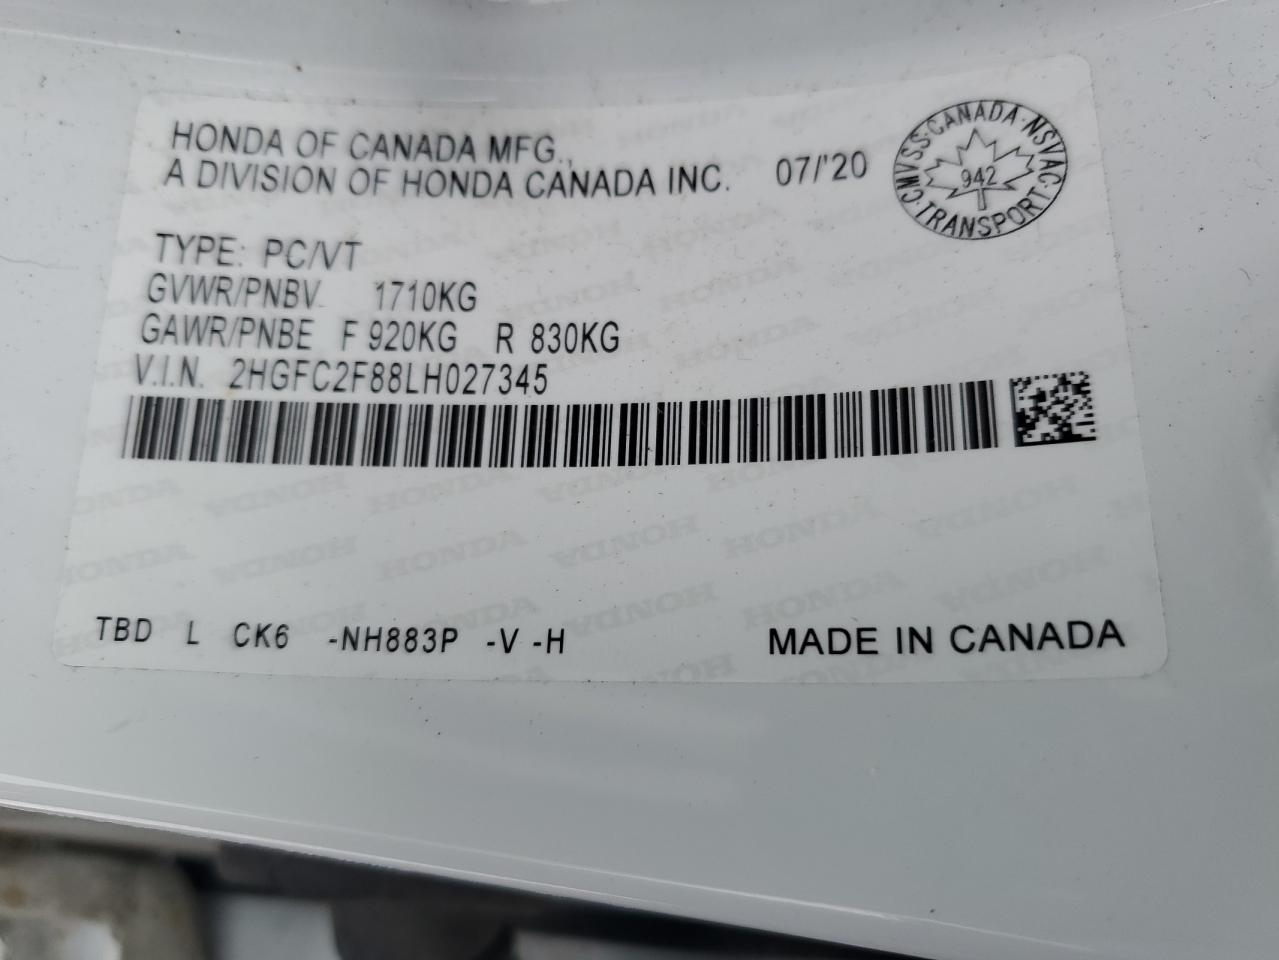 HONDA OF CANADA MFG.,
A DIVISION OF HONDA CANADA INC. 07/'20
CMVSS·CANADA·NSVAC·TRANSPORT·
942
TYPE: PC/VT
GVWR/PNBV 1710KG
GAWR/PNBE F 920KG R 830KG
V.I.N. 2HGFC2F88LH027345
TBD L CK6 -NH883P -V -H
MADE IN CANADA